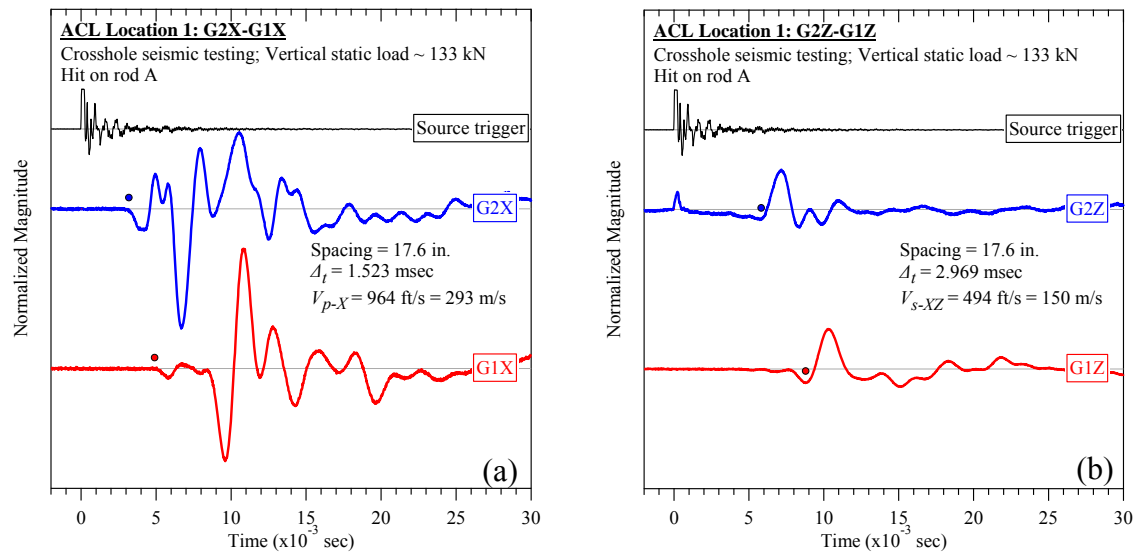 ACL Location 1: G2X-G1X
Crosshole seismic testing; Vertical static load ~ 133 kN
Hit on rod A
Source trigger
G2X
Spacing = 17.6 in.
Δt = 1.523 msec
Vp-X = 964 ft/s = 293 m/s
G1X
(a)
Normalized Magnitude
0 5 10 15 20 25 30
Time (x10⁻³ sec)
ACL Location 1: G2Z-G1Z
Crosshole seismic testing; Vertical static load ~ 133 kN
Hit on rod A
Source trigger
G2Z
Spacing = 17.6 in.
Δt = 2.969 msec
Vs-XZ = 494 ft/s = 150 m/s
G1Z
(b)
Normalized Magnitude
0 5 10 15 20 25 30
Time (x10⁻³ sec)